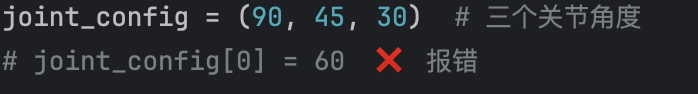 joint_config = (90, 45, 30)  # 三个关节角度
# joint_config[0] = 60  ❌ 报错